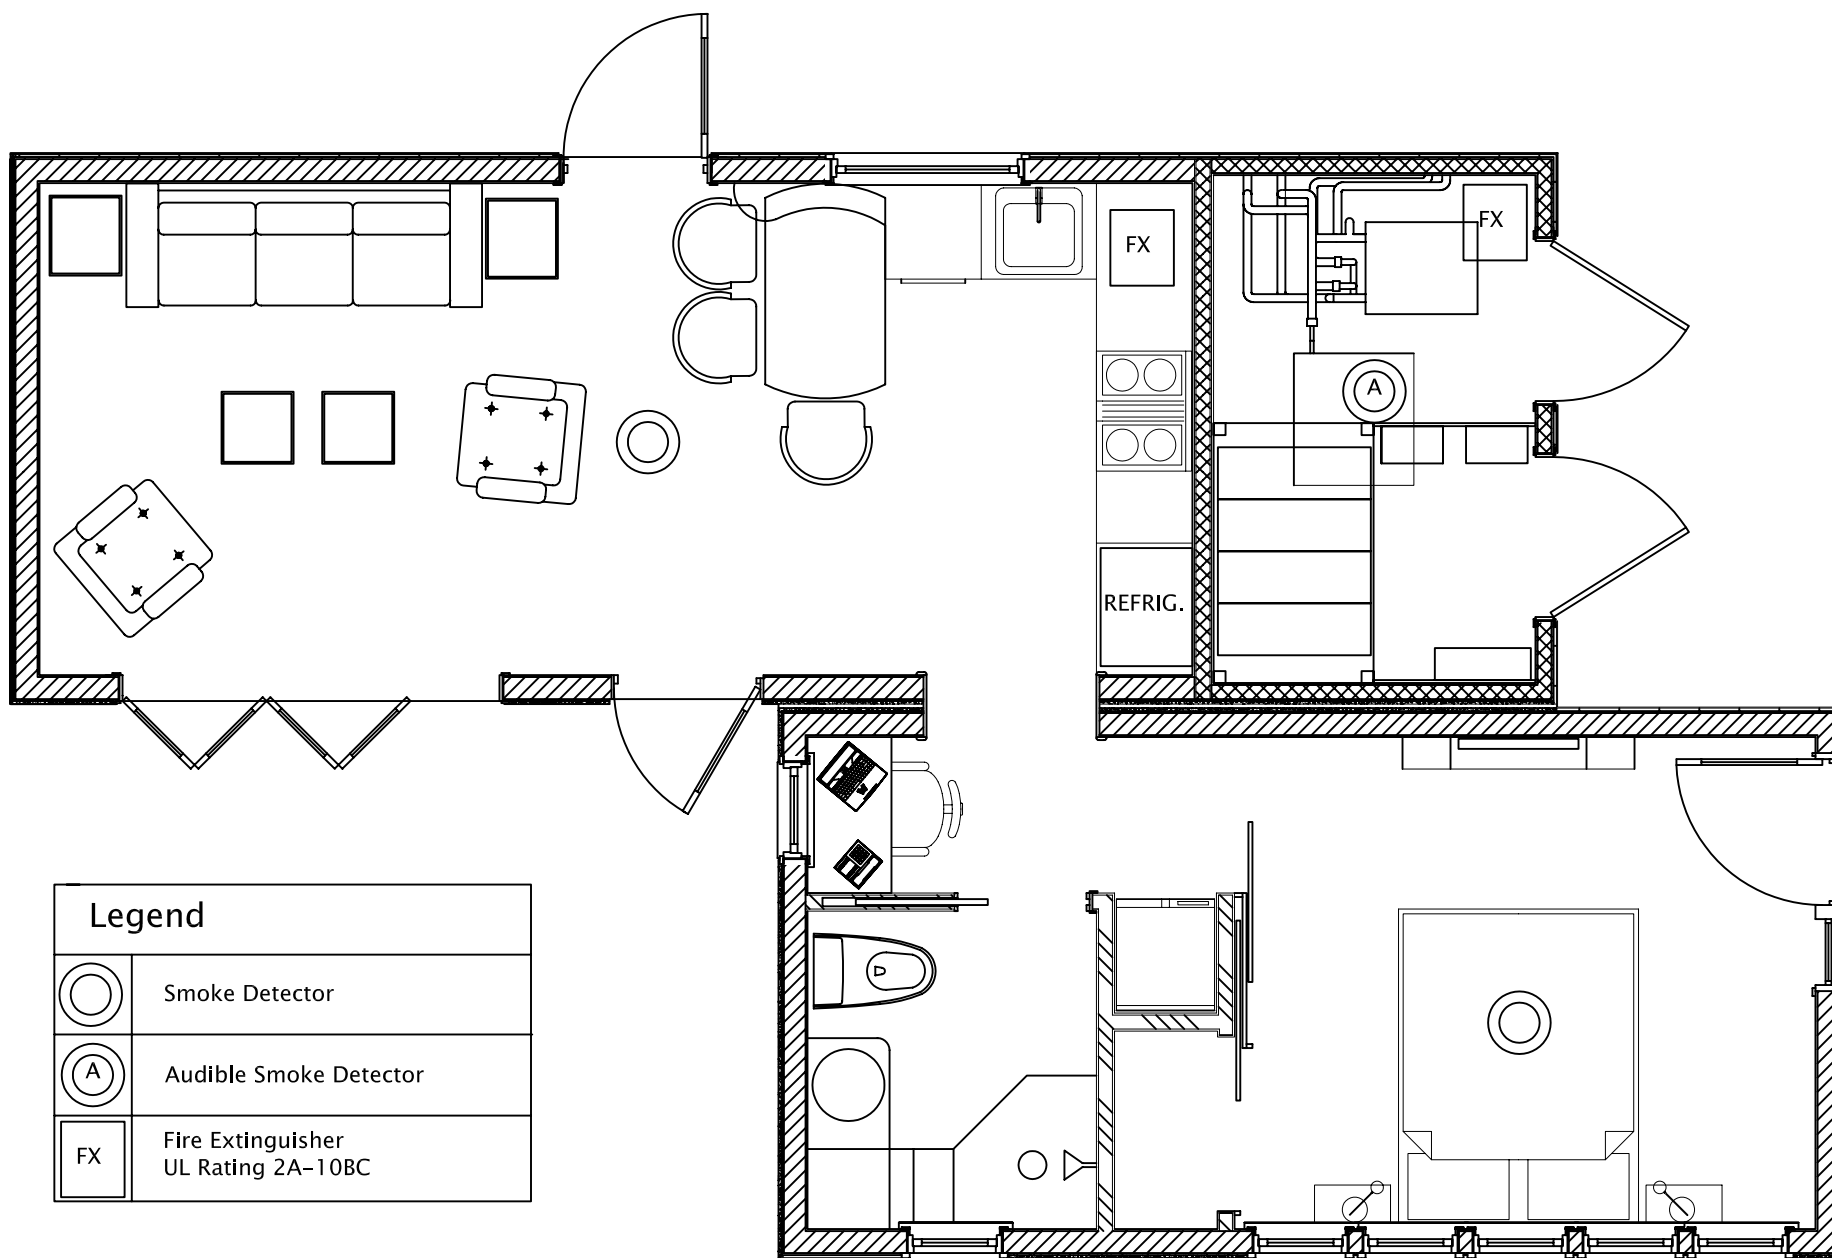 FX
FX
A
REFRIG.
Legend
Smoke Detector
A
Audible Smoke Detector
FX
Fire Extinguisher
UL Rating 2A-10BC